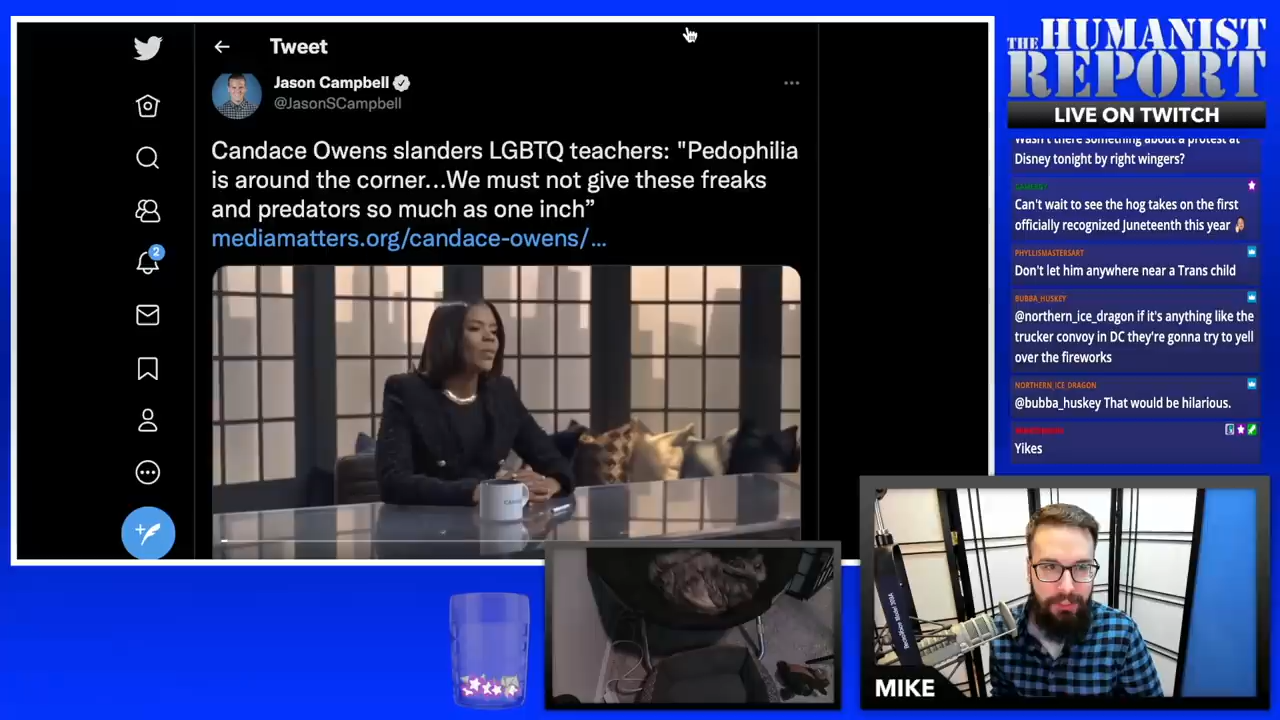 Tweet
Jason Campbell
@JasonSCampbell
Candace Owens slanders LGBTQ teachers: "Pedophilia
is around the corner...We must not give these freaks
and predators so much as one inch”
mediamatters.org/candace-owens/...
2
THE HUMANIST
REPORT
LIVE ON TWITCH
Wasn't there something about a protest at
Disney tonight by right wingers?
Can't wait to see the hog takes on the first
officially recognized Juneteenth this year
PHYLLISMASTERSART
Don't let him anywhere near a Trans child
BUBBA_HUSKEY
@northern_ice_dragon if it's anything like the
trucker convoy in DC they're gonna try to yell
over the fireworks
NORTHERN_ICE_DRAGON
@bubba_huskey That would be hilarious.
Yikes
MIKE